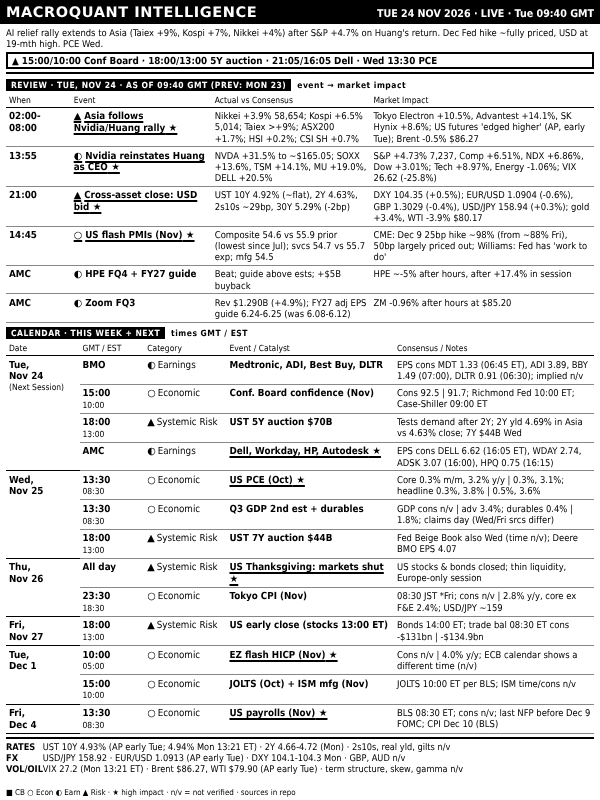 MACROQUANT INTELLIGENCE TUE 24 NOV 2026 · LIVE · Tue 09:40 GMT
AI relief rally extends to Asia (Taiex +9%, Kospi +7%, Nikkei +4%) after S&P +4.7% on Huang's return. Dec Fed hike ~fully priced, USD at
19-mth high. PCE Wed.
▲ 15:00/10:00 Conf Board · 18:00/13:00 5Y auction · 21:05/16:05 Dell · Wed 13:30 PCE
REVIEW · TUE, NOV 24 · AS OF 09:40 GMT (PREV: MON 23) event → market impact
When Event Actual vs Consensus Market Impact
02:00- ▲ Asia follows Nikkei +3.9% 58,654; Kospi +6.5% Tokyo Electron +10.5%, Advantest +14.1%, SK
08:00 Nvidia/Huang rally ★ 5,014; Taiex >+9%; ASX200 Hynix +8.6%; US futures 'edged higher' (AP, early
+1.7%; HSI +0.2%; CSI SH +0.7% Tue); Brent -0.5% $86.27
13:55 ◐ Nvidia reinstates Huang NVDA +31.5% to ~$165.05; SOXX S&P +4.73% 7,237, Comp +6.51%, NDX +6.86%,
as CEO ★ +13.6%, TSM +14.1%, MU +19.0%, Dow +3.01%; Tech +8.97%, Energy -1.06%; VIX
DELL +20.5% 26.62 (-25.8%)
21:00 ▲ Cross-asset close: USD UST 10Y 4.92% (~flat), 2Y 4.63%, DXY 104.35 (+0.5%); EUR/USD 1.0904 (-0.6%),
bid ★ 2s10s ~29bp, 30Y 5.29% (-2bp) GBP 1.3029 (-0.4%), USD/JPY 158.94 (+0.3%); gold
+3.4%, WTI -3.9% $80.17
14:45 ○ US flash PMIs (Nov) ★ Composite 54.6 vs 55.9 prior CME: Dec 9 25bp hike ~98% (from ~88% Fri),
(lowest since Jul); svcs 54.7 vs 55.7 50bp largely priced out; Williams: Fed has 'work to
exp; mfg 54.5 do'
AMC ◐ HPE FQ4 + FY27 guide Beat; guide above ests; +$5B HPE ~-5% after hours, after +17.4% in session
buyback
AMC ◐ Zoom FQ3 Rev $1.290B (+4.9%); FY27 adj EPS ZM -0.96% after hours at $85.20
guide 6.24-6.25 (was 6.08-6.12)
CALENDAR · THIS WEEK + NEXT times GMT / EST
Date GMT / EST Category Event / Catalyst Consensus / Notes
Tue, BMO ◐ Earnings Medtronic, ADI, Best Buy, DLTR EPS cons MDT 1.33 (06:45 ET), ADI 3.89, BBY
Nov 24 1.49 (07:00), DLTR 0.91 (06:30); implied n/v
(Next Session)
15:00 ○ Economic Conf. Board confidence (Nov) Cons 92.5 | 91.7; Richmond Fed 10:00 ET;
10:00 Case-Shiller 09:00 ET
18:00 ▲ Systemic Risk UST 5Y auction $70B Tests demand after 2Y; 2Y yld 4.69% in Asia
13:00 vs 4.63% close; 7Y $44B Wed
AMC ◐ Earnings Dell, Workday, HP, Autodesk ★ EPS cons DELL 6.62 (16:05 ET), WDAY 2.74,
ADSK 3.07 (16:00), HPQ 0.75 (16:15)
Wed, 13:30 ○ Economic US PCE (Oct) ★ Core 0.3% m/m, 3.2% y/y | 0.3%, 3.1%;
Nov 25 08:30 headline 0.3%, 3.8% | 0.5%, 3.6%
13:30 ○ Economic Q3 GDP 2nd est + durables GDP cons n/v | adv 3.4%; durables 0.4% |
08:30 1.8%; claims day (Wed/Fri srcs differ)
18:00 ▲ Systemic Risk UST 7Y auction $44B Fed Beige Book also Wed (time n/v); Deere
13:00 BMO EPS 4.07
Thu, All day ▲ Systemic Risk US Thanksgiving: markets shut US stocks & bonds closed; thin liquidity,
Nov 26 ★ Europe-only session
23:30 ○ Economic Tokyo CPI (Nov) 08:30 JST *Fri; cons n/v | 2.8% y/y, core ex
18:30 F&E 2.4%; USD/JPY ~159
Fri, 18:00 ▲ Systemic Risk US early close (stocks 13:00 ET) Bonds 14:00 ET; trade bal 08:30 ET cons
Nov 27 13:00 -$131bn | -$134.9bn
Tue, 10:00 ○ Economic EZ flash HICP (Nov) ★ Cons n/v | 4.0% y/y; ECB calendar shows a
Dec 1 05:00 different time (n/v)
15:00 ○ Economic JOLTS (Oct) + ISM mfg (Nov) JOLTS 10:00 ET per BLS; ISM time/cons n/v
10:00
Fri, 13:30 ○ Economic US payrolls (Nov) ★ BLS 08:30 ET; cons n/v; last NFP before Dec 9
Dec 4 08:30 FOMC; CPI Dec 10 (BLS)
RATES UST 10Y 4.93% (AP early Tue; 4.94% Mon 13:21 ET) · 2Y 4.66-4.72 (Mon) · 2s10s, real yld, gilts n/v
FX USD/JPY 158.92 · EUR/USD 1.0913 (AP early Tue) · DXY 104.1-104.3 Mon · GBP, AUD n/v
VOL/OIL VIX 27.2 (Mon 13:21 ET) · Brent $86.27, WTI $79.90 (AP early Tue) · term structure, skew, gamma n/v
■ CB ○ Econ ◐ Earn ▲ Risk · ★ high impact · n/v = not verified · sources in repo